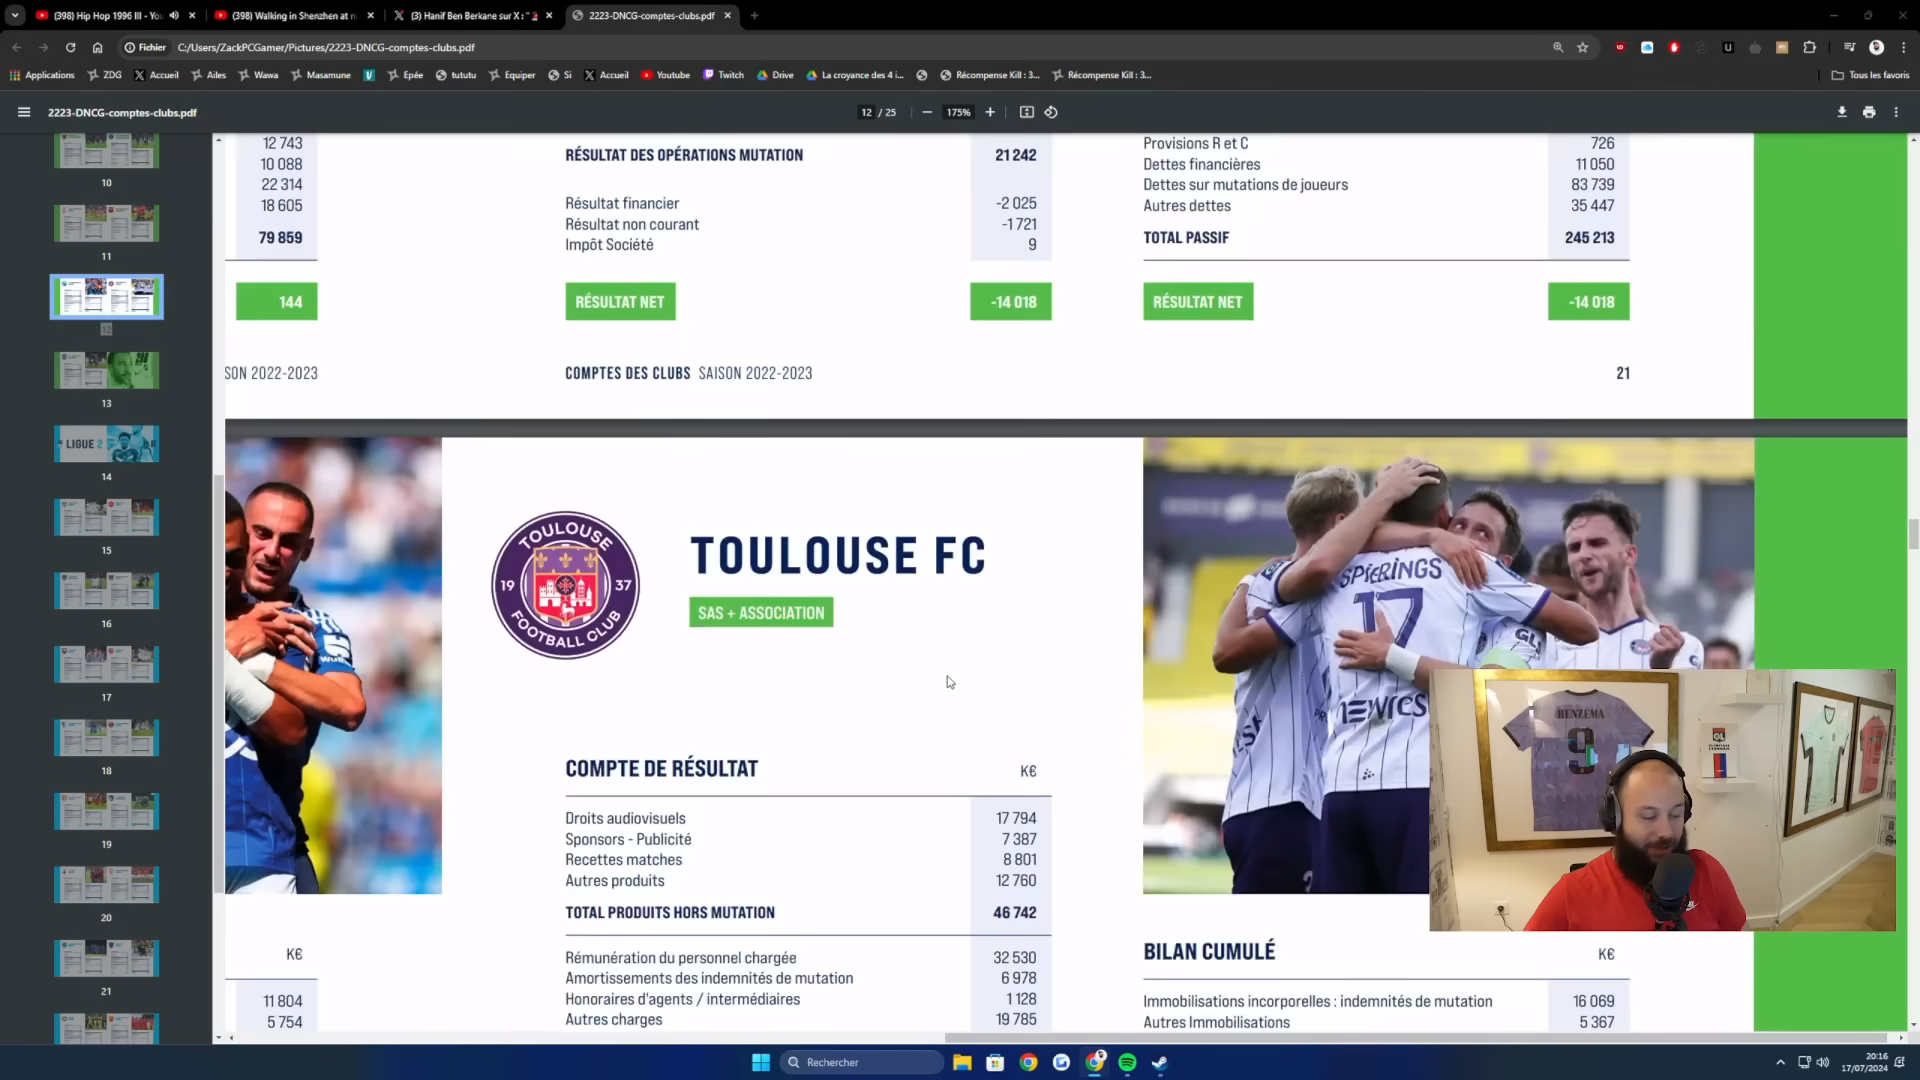 (398) Hip Hop 1996 III - You
(398) Walking in Shenzhen at n
(3) Hanif Ben Berkane sur X : "
2223-DNCG-comptes-clubs.pdf
Fichier
C:/Users/ZackPCGamer/Pictures/2223-DNCG-comptes-clubs.pdf
Applications
ZDG
Accueil
Ailes
Wawa
Masamune
Epée
tututu
Equiper
Si
Accueil
Youtube
Twitch
Drive
La croyance des 4 i...
Récompense Kill : 3...
Récompense Kill : 3...
Tous les favoris
2223-DNCG-comptes-clubs.pdf
12 / 25
175%
10
11
12
13
LIGUE 2
14
15
16
17
18
19
20
21
12 743
10 088
22 314
18 605
79 859
144
SON 2022-2023
RÉSULTAT DES OPÉRATIONS MUTATION 21 242
Résultat financier -2 025
Résultat non courant -1 721
Impôt Société 9
RÉSULTAT NET -14 018
COMPTES DES CLUBS SAISON 2022-2023
Provisions R et C 726
Dettes financières 11 050
Dettes sur mutations de joueurs 83 739
Autres dettes 35 447
TOTAL PASSIF 245 213
RÉSULTAT NET -14 018
21
TOULOUSE
19 37
FOOTBALL CLUB
TOULOUSE FC
SAS + ASSOCIATION
SPIERINGS
17
BENZEMA
9
COMPTE DE RÉSULTAT K€
Droits audiovisuels 17 794
Sponsors - Publicité 7 387
Recettes matches 8 801
Autres produits 12 760
TOTAL PRODUITS HORS MUTATION 46 742
Rémunération du personnel chargée 32 530
Amortissements des indemnités de mutation 6 978
Honoraires d'agents / intermédiaires 1 128
Autres charges 19 785
K€
11 804
5 754
BILAN CUMULÉ K€
Immobilisations incorporelles : indemnités de mutation 16 069
Autres Immobilisations 5 367
Rechercher
20:16
17/07/2024